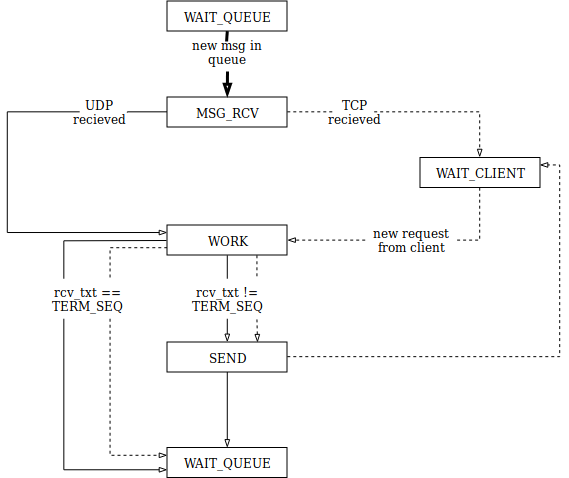 WAIT_QUEUE
new msg in
queue
MSG_RCV
UDP
recieved
TCP
recieved
WAIT_CLIENT
WORK
new request
from client
rcv_txt ==
TERM_SEQ
rcv_txt !=
TERM_SEQ
SEND
WAIT_QUEUE